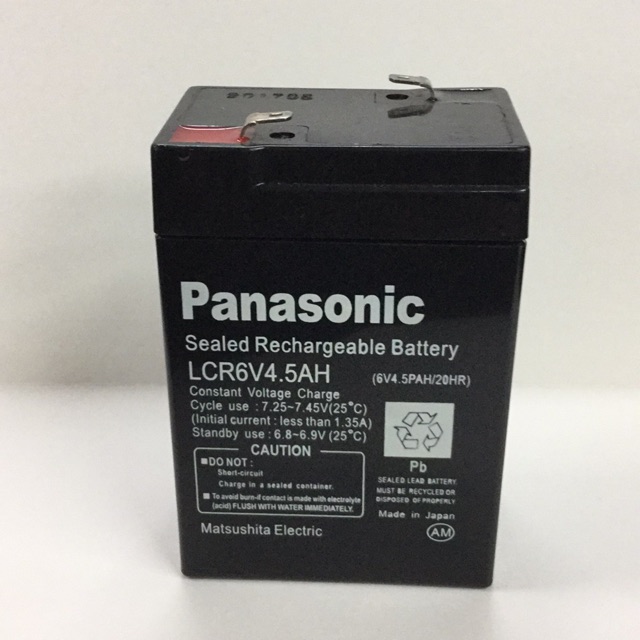 901705
Panasonic
Sealed Rechargeable Battery
LCR6V4.5AH (6V4.5PAH/20HR)
Constant Voltage Charge
Cycle use : 7.25~7.45V(25°C)
(Initial current : less than 1.35A)
Standby use : 6.8~6.9V (25°C)
CAUTION
■DO NOT :
Short-circuit
Charge in a sealed container.
■To avoid burn-if contact is made with electrolyte
(acid) FLUSH WITH WATER IMMEDIATELY.
Matsushita Electric
Pb
SEALED LEAD BATTERY
MUST BE RECYCLED OR
DISPOSED OF PROPERLY
Made in Japan
AM